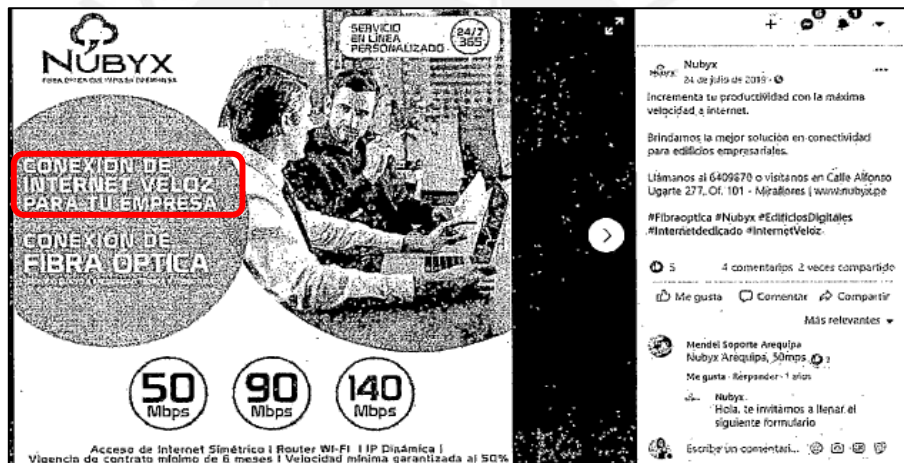 NUBYX
SERVICIO
EN LÍNEA
PERSONALIZADO
24/7
365
CONEXIÓN DE
INTERNET VELOZ
PARA TU EMPRESA
CONEXIÓN DE
FIBRA ÓPTICA
50
Mbps
90
Mbps
140
Mbps
Acceso de Internet Simétrico | Router WI-FI | IP Dinámica |
Vigencia de contrato mínimo de 6 meses | Velocidad mínima garantizada al 50%
6
1
Nubyx
24 de julio de 2019
Incrementa tu productividad con la máxima
velocidad a internet.
Brindamos la mejor solución en conectividad
para edificios empresariales.
Llámanos al 6409870 o visítanos en Calle Alfonso
Ugarte 277, Of. 101 - Miraflores | www.nubyx.pe
#Fibraoptica #Nubyx #EdificiosDigitales
#Internetdedicado #InternetVeloz
5
4 comentarios 2 veces compartido
Me gusta Comentar Compartir
Más relevantes
Mendel Soporte Arequipa
Nubyx Arequipa, 50mps
2
Me gusta · Responder · 1 años
Nubyx
Hola, te invitamos a llenar el
siguiente formulario
Escribe un comentari...